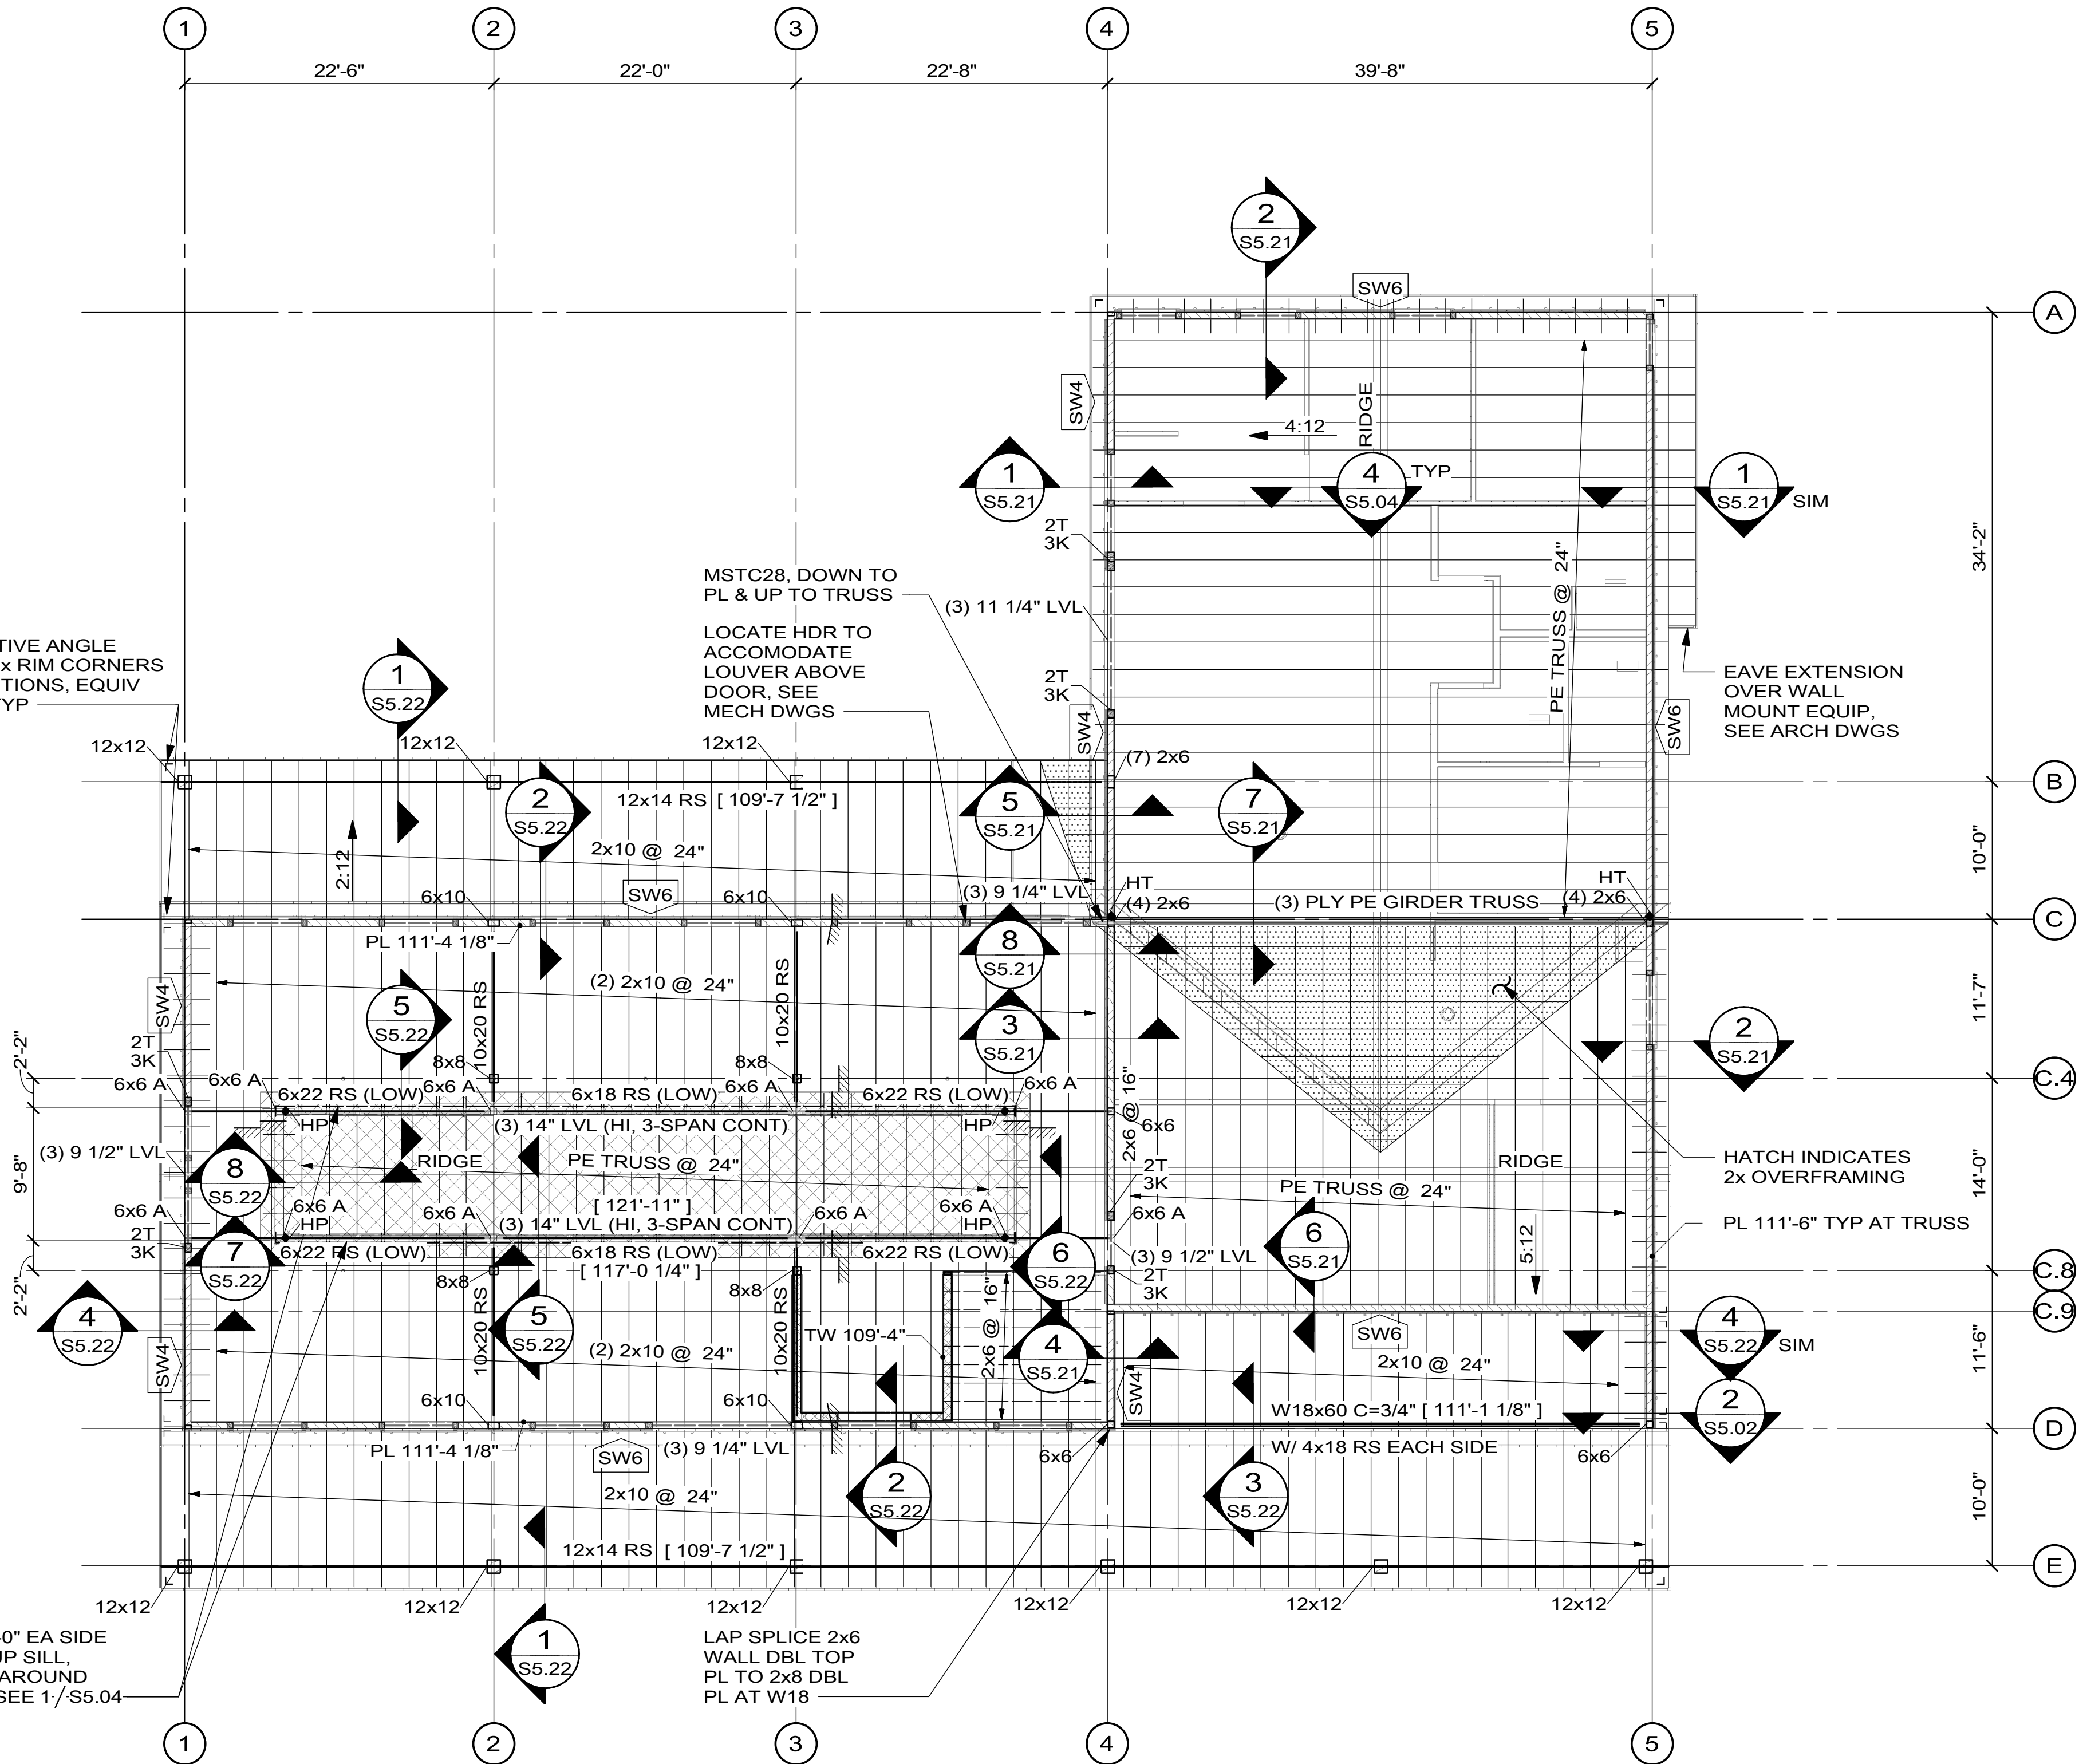 1
2
3
4
5
22'-6"
22'-0"
22'-8"
39'-8"
2
S5.21
SW6
A
SW4
RIDGE
4:12
1
S5.21
4
S5.04
TYP
1
S5.21
SIM
2T
3K
34'-2"
PE TRUSS @ 24"
MSTC28, DOWN TO
PL & UP TO TRUSS
(3) 11 1/4" LVL
LOCATE HDR TO
ACCOMODATE
LOUVER ABOVE
DOOR, SEE
MECH DWGS
TIVE ANGLE
x RIM CORNERS
TIONS, EQUIV
YP
1
S5.22
2T
3K
SW4
SW6
EAVE EXTENSION
OVER WALL
MOUNT EQUIP,
SEE ARCH DWGS
12x12
12x12
12x12
(7) 2x6
B
12x14 RS [ 109'-7 1/2" ]
2
S5.22
5
S5.21
7
S5.21
2:12
2x10 @ 24"
10'-0"
6x10
SW6
6x10
(3) 9 1/4" LVL
HT
(4) 2x6
(3) PLY PE GIRDER TRUSS
HT
(4) 2x6
C
PL 111'-4 1/8"
8
S5.21
(2) 2x10 @ 24"
SW4
5
S5.22
10x20 RS
10x20 RS
3
S5.21
11'-7"
2
S5.21
2'-2"
2T
3K
8x8
8x8
C.4
6x6 A
6x6 A
6x22 RS (LOW)
6x6 A
6x18 RS (LOW)
6x6 A
6x22 RS (LOW)
6x6 A
2x6 @ 16"
HP
(3) 14" LVL (HI, 3-SPAN CONT)
HP
6x6
9'-8"
(3) 9 1/2" LVL
8
S5.22
RIDGE
PE TRUSS @ 24"
2T
3K
RIDGE
HATCH INDICATES
2x OVERFRAMING
14'-0"
PE TRUSS @ 24"
[ 121'-11" ]
6x6 A
6x6 A
HP
6x6 A
(3) 14" LVL (HI, 3-SPAN CONT)
6x6 A
6x6 A
HP
6x6 A
PL 111'-6" TYP AT TRUSS
2T
3K
7
S5.22
6x22 RS (LOW)
6x18 RS (LOW)
6x22 RS (LOW)
6
S5.22
(3) 9 1/2" LVL
6
S5.21
5:12
[ 117'-0 1/4" ]
2'-2"
8x8
8x8
2T
3K
C.8
C.9
4
S5.22
10x20 RS
5
S5.22
10x20 RS
TW 109'-4"
2x6 @ 16"
4
S5.21
SW6
4
S5.22
SIM
(2) 2x10 @ 24"
2x10 @ 24"
11'-6"
SW4
SW4
6x10
6x10
W18x60 C=3/4" [ 111'-1 1/8" ]
2
S5.02
D
PL 111'-4 1/8"
SW6
(3) 9 1/4" LVL
6x6
W/ 4x18 RS EACH SIDE
6x6
2x10 @ 24"
2
S5.22
3
S5.22
10'-0"
12x14 RS [ 109'-7 1/2" ]
E
12x12
12x12
12x12
12x12
12x12
12x12
0" EA SIDE
UP SILL,
AROUND
SEE 1/S5.04
1
S5.22
LAP SPLICE 2x6
WALL DBL TOP
PL TO 2x8 DBL
PL AT W18
1
2
3
4
5